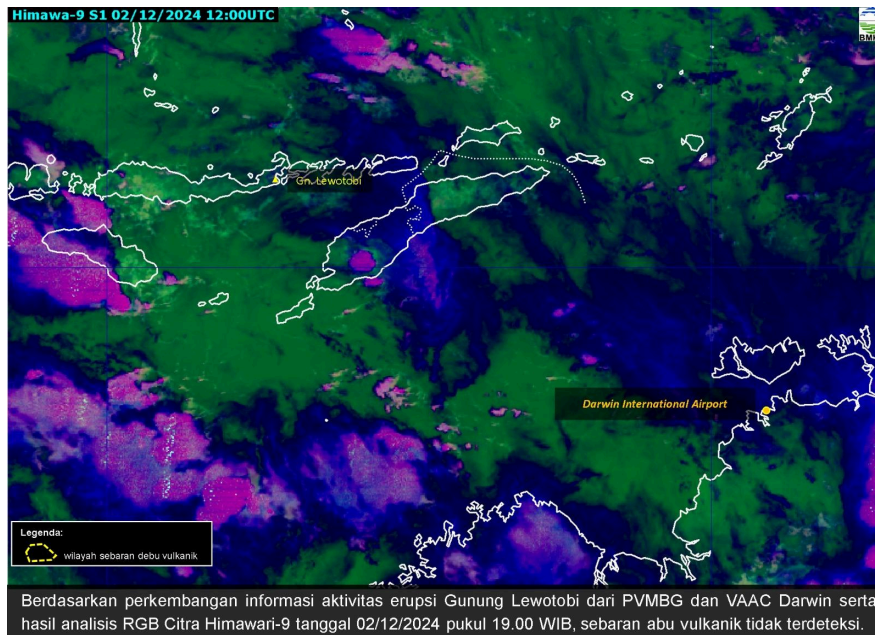 Himawa-9 S1 02/12/2024 12:00UTC
Gn. Lewotobi
Darwin International Airport
Legenda:
wilayah sebaran debu vulkanik
Berdasarkan perkembangan informasi aktivitas erupsi Gunung Lewotobi dari PVMBG dan VAAC Darwin serta
hasil analisis RGB Citra Himawari-9 tanggal 02/12/2024 pukul 19.00 WIB, sebaran abu vulkanik tidak terdeteksi.